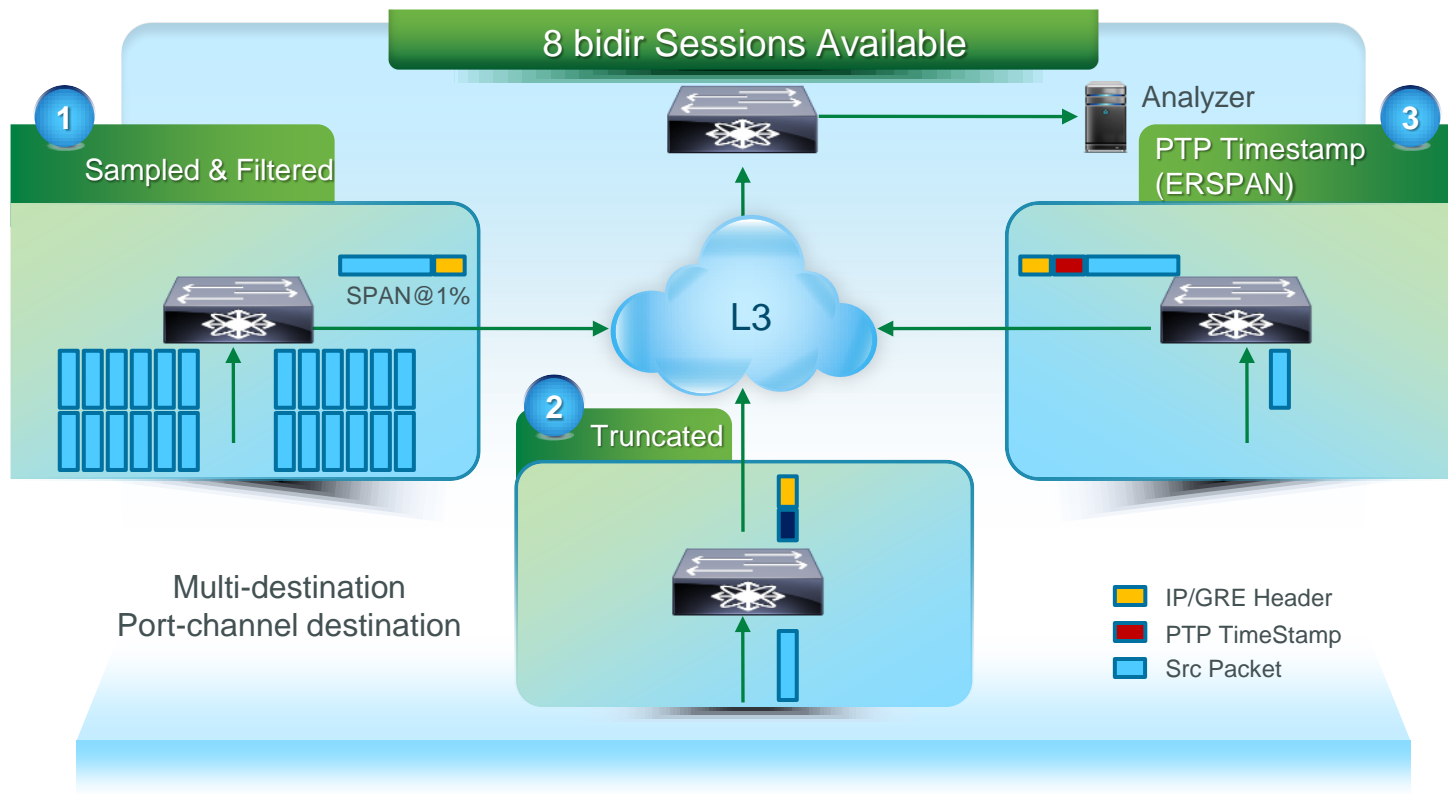 8 bidir Sessions Available
Analyzer
1
Sampled & Filtered
3
PTP Timestamp
(ERSPAN)
SPAN@1%
L3
2
Truncated
Multi-destination
Port-channel destination
IP/GRE Header
PTP TimeStamp
Src Packet